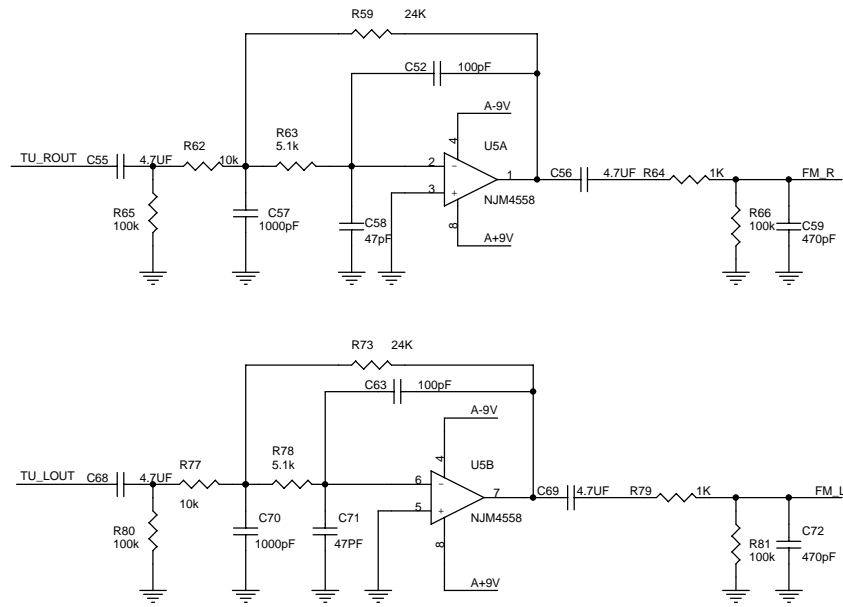 R59 24K
C52 100pF
A-9V
4 U5A
TU_ROUT C55 4.7UF R62 10k R63
5.1k
2 1 C56 4.7UF R64 1K FM_R
3
NJM4558
R65
100k
C57
1000pF
C58
47pF
8
A+9V
R66
100k
C59
470pF
R73 24K
C63 100pF
A-9V
4 U5B
TU_LOUT C68 4.7UF R77
10k
R78
5.1k
6 7 C69 4.7UF R79 1K FM_L
5
NJM4558
R80
100k
C70
1000pF
C71
47PF
8
A+9V
R81
100k
C72
470pF